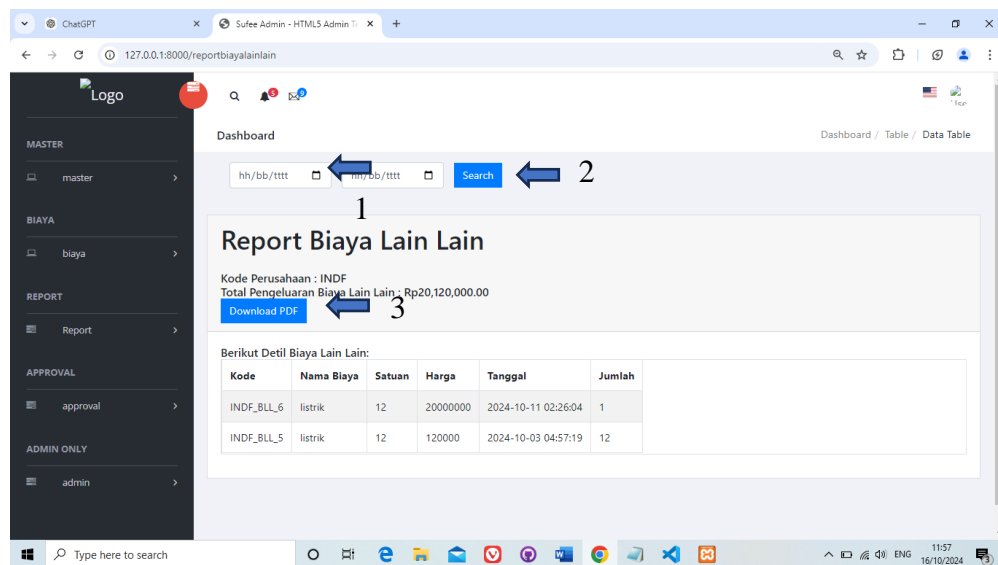 ChatGPT
Sufee Admin - HTML5 Admin Te
127.0.0.1:8000/reportbiayalainlain
Logo
5
9
MASTER
master
BIAYA
biaya
REPORT
Report
APPROVAL
approval
ADMIN ONLY
admin
Dashboard
Dashboard / Table / Data Table
hh/bb/tttt
hh/bb/tttt
Search
2
1
Report Biaya Lain Lain
Kode Perusahaan : INDF
Total Pengeluaran Biaya Lain Lain : Rp20,120,000.00
Download PDF
3
Berikut Detil Biaya Lain Lain:
Kode Nama Biaya Satuan Harga Tanggal Jumlah
INDF_BLL_6 listrik 12 20000000 2024-10-11 02:26:04 1
INDF_BLL_5 listrik 12 120000 2024-10-03 04:57:19 12
Type here to search
ENG
11:57
16/10/2024
3